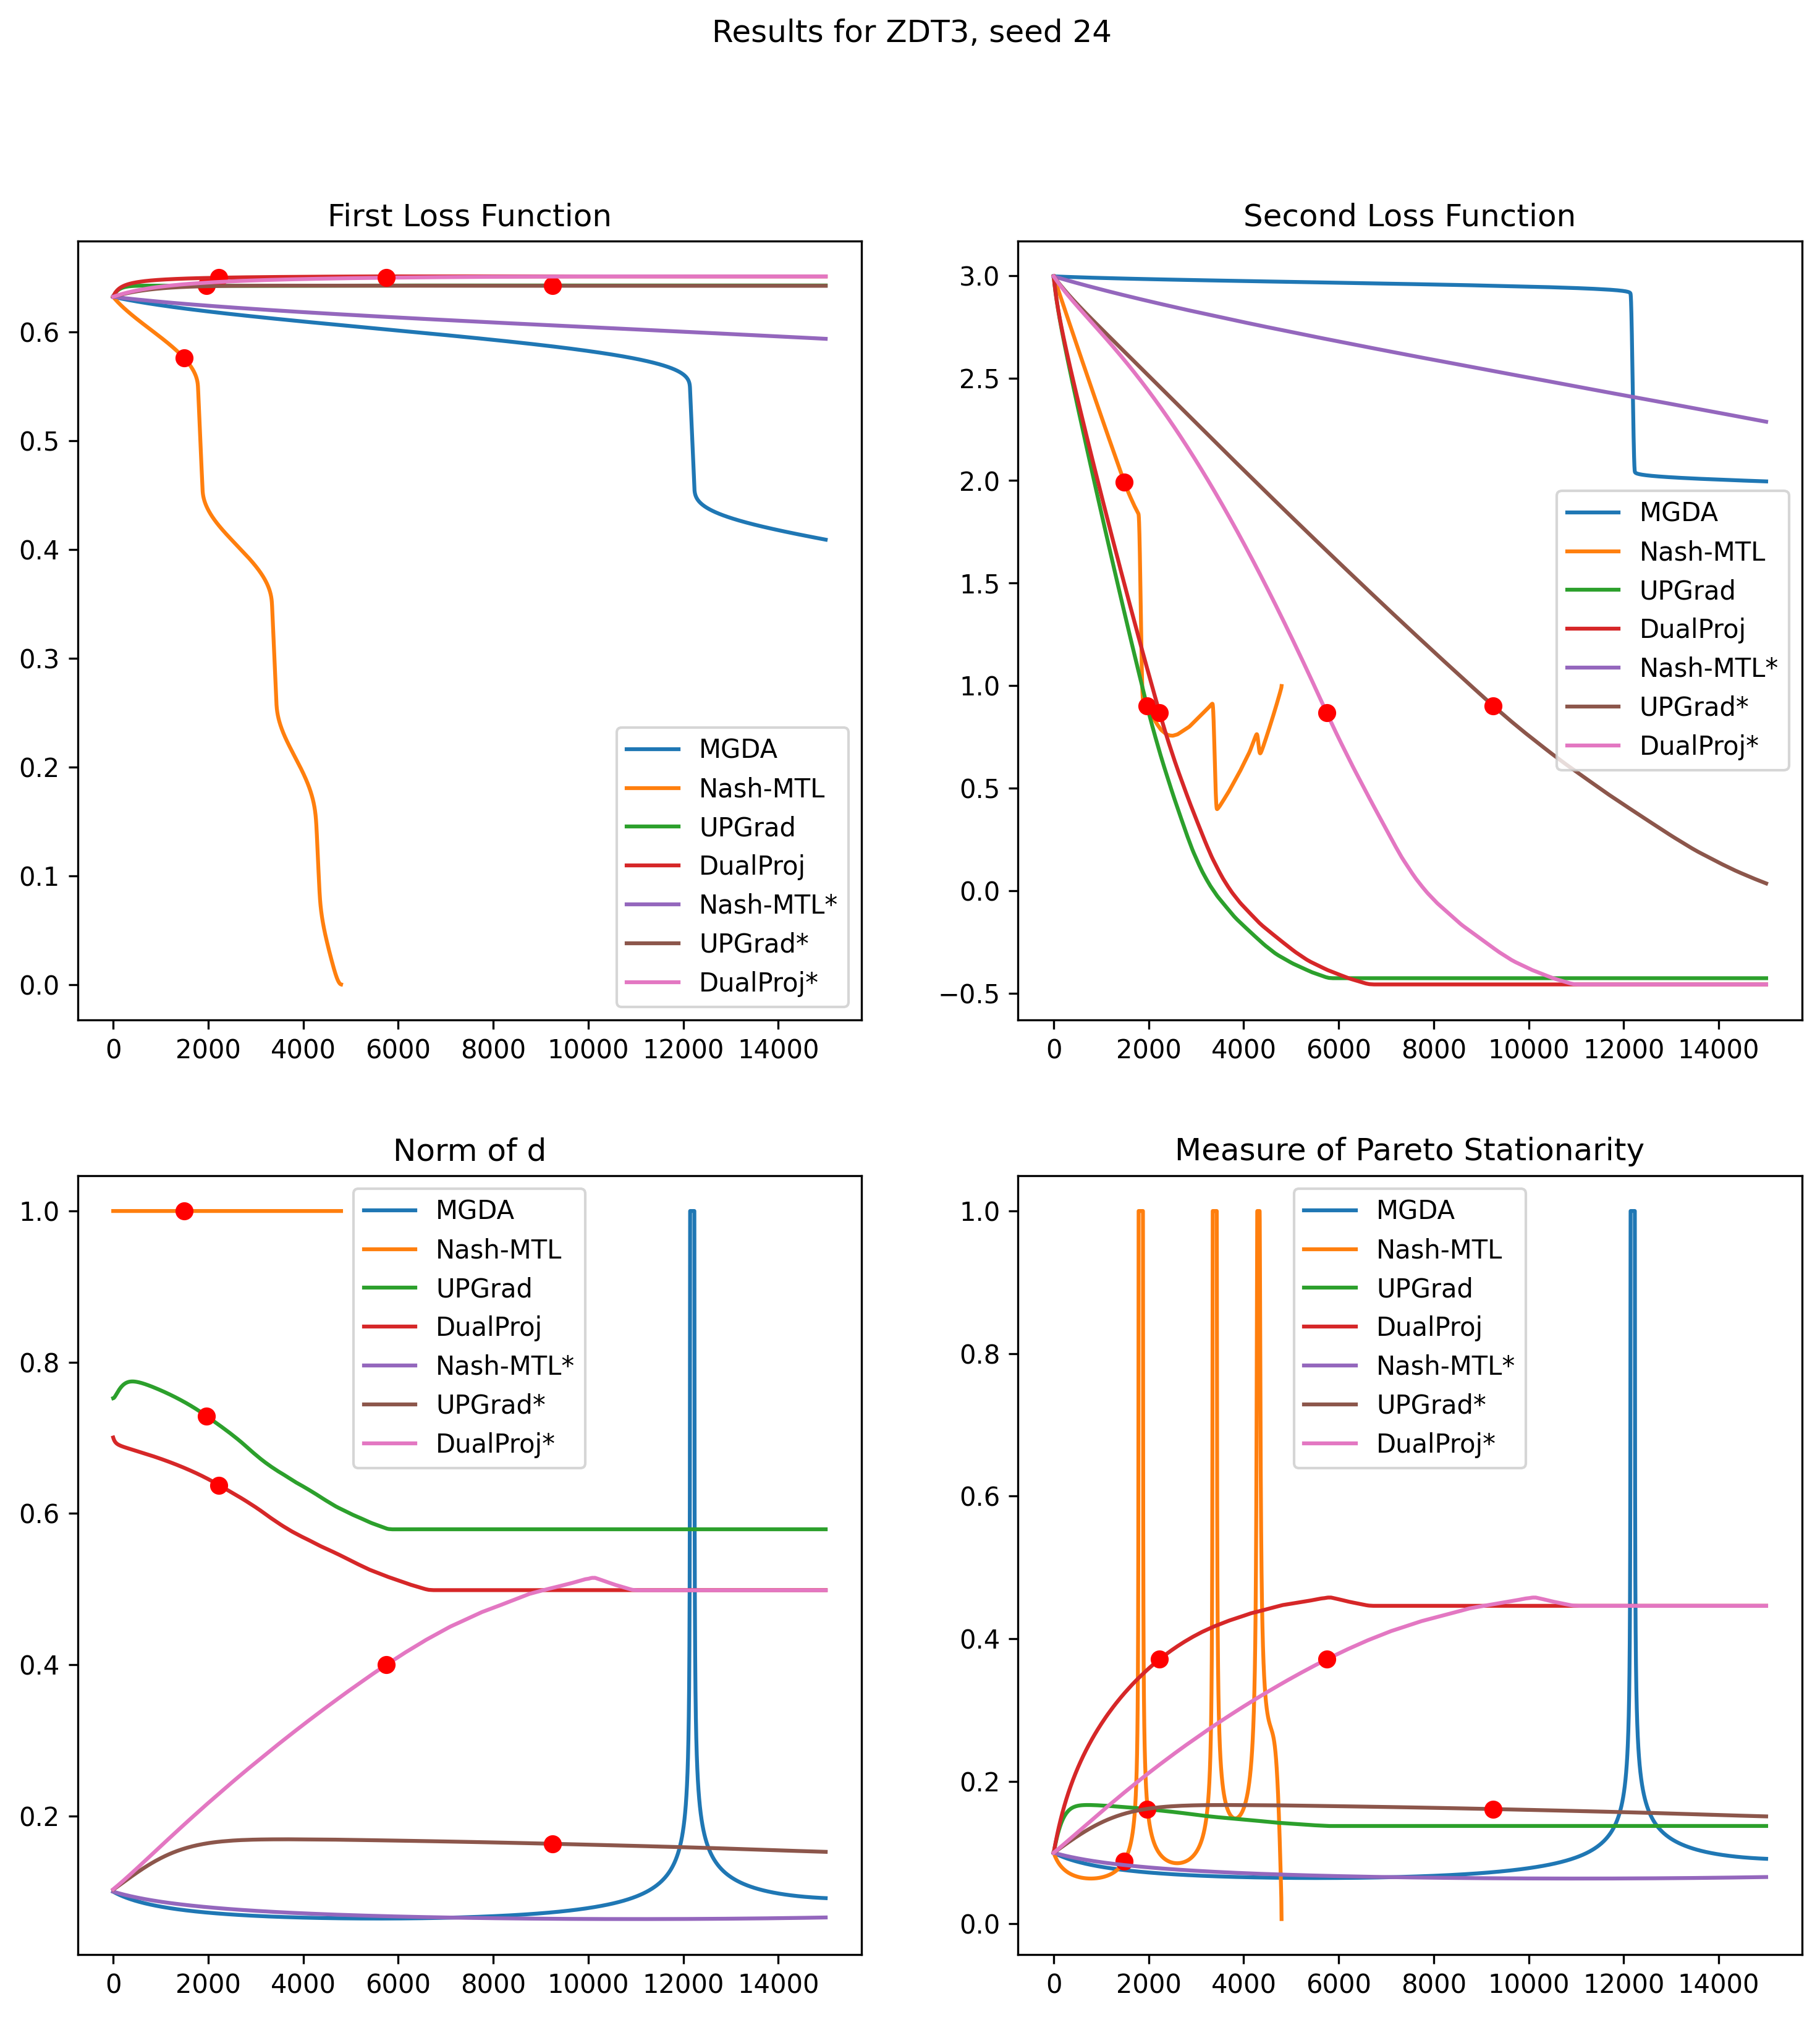 Results for ZDT3, seed 24
First Loss Function
0.6
0.5
0.4
0.3
0.2
0.1
0.0
0 2000 4000 6000 8000 10000 12000 14000
MGDA
Nash-MTL
UPGrad
DualProj
Nash-MTL*
UPGrad*
DualProj*
Second Loss Function
3.0
2.5
2.0
1.5
1.0
0.5
0.0
−0.5
0 2000 4000 6000 8000 10000 12000 14000
MGDA
Nash-MTL
UPGrad
DualProj
Nash-MTL*
UPGrad*
DualProj*
Norm of d
1.0
0.8
0.6
0.4
0.2
0 2000 4000 6000 8000 10000 12000 14000
MGDA
Nash-MTL
UPGrad
DualProj
Nash-MTL*
UPGrad*
DualProj*
Measure of Pareto Stationarity
1.0
0.8
0.6
0.4
0.2
0.0
0 2000 4000 6000 8000 10000 12000 14000
MGDA
Nash-MTL
UPGrad
DualProj
Nash-MTL*
UPGrad*
DualProj*